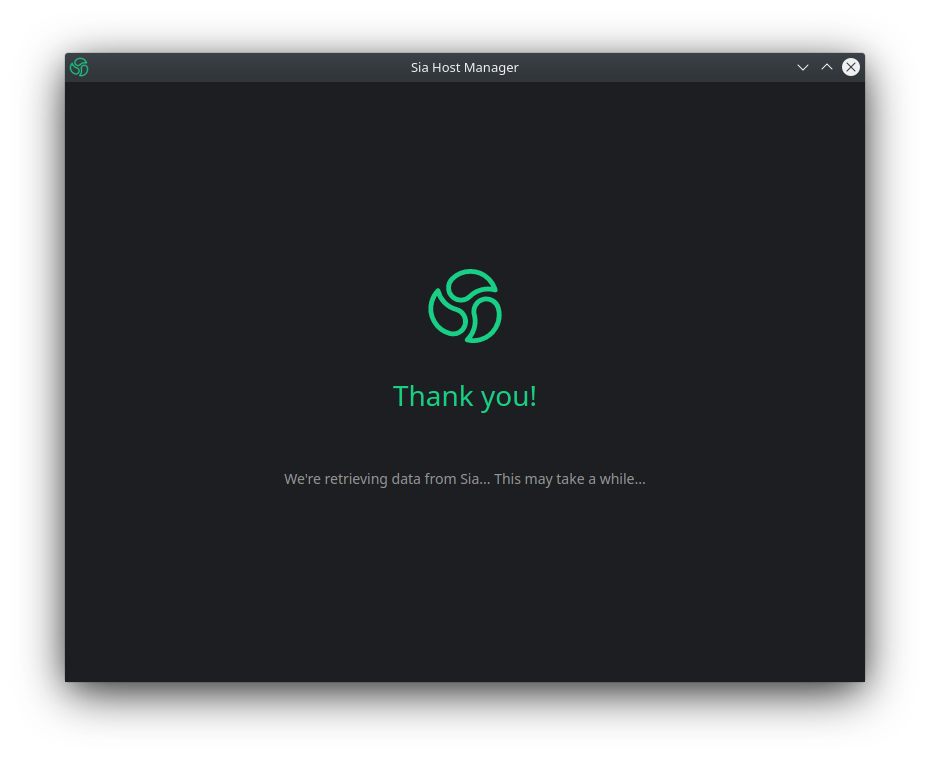 Sia Host Manager
Thank you!
We're retrieving data from Sia... This may take a while...